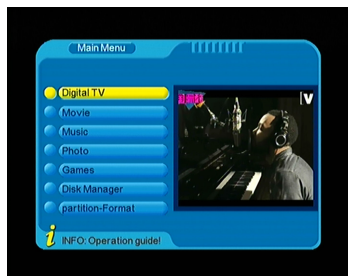 Main Menu
Digital TV
Movie
Music
Photo
Games
Disk Manager
partition-Format
INFO: Operation guide!